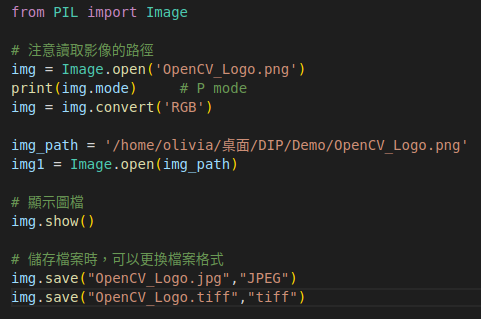 from PIL import Image
# 注意讀取影像的路徑
img = Image.open('OpenCV_Logo.png')
print(img.mode)     # P mode
img = img.convert('RGB')
img_path = '/home/olivia/桌面/DIP/Demo/OpenCV_Logo.png'
img1 = Image.open(img_path)
# 顯示圖檔
img.show()
# 儲存檔案時，可以更換檔案格式
img.save("OpenCV_Logo.jpg","JPEG")
img.save("OpenCV_Logo.tiff","tiff")